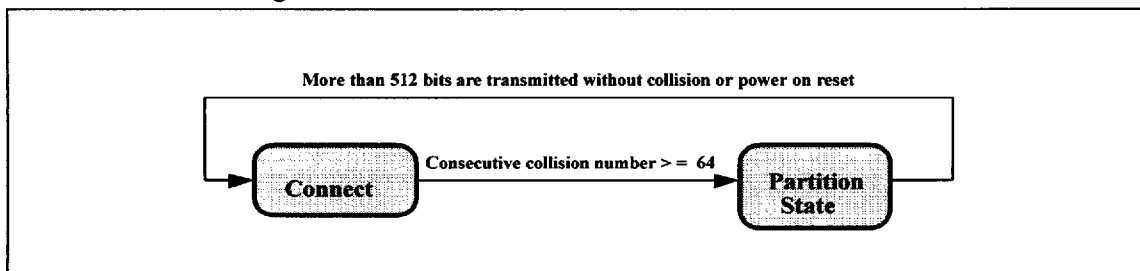 More than 512 bits are transmitted without collision or power on reset
Connect
Consecutive collision number > = 64
Partition
State